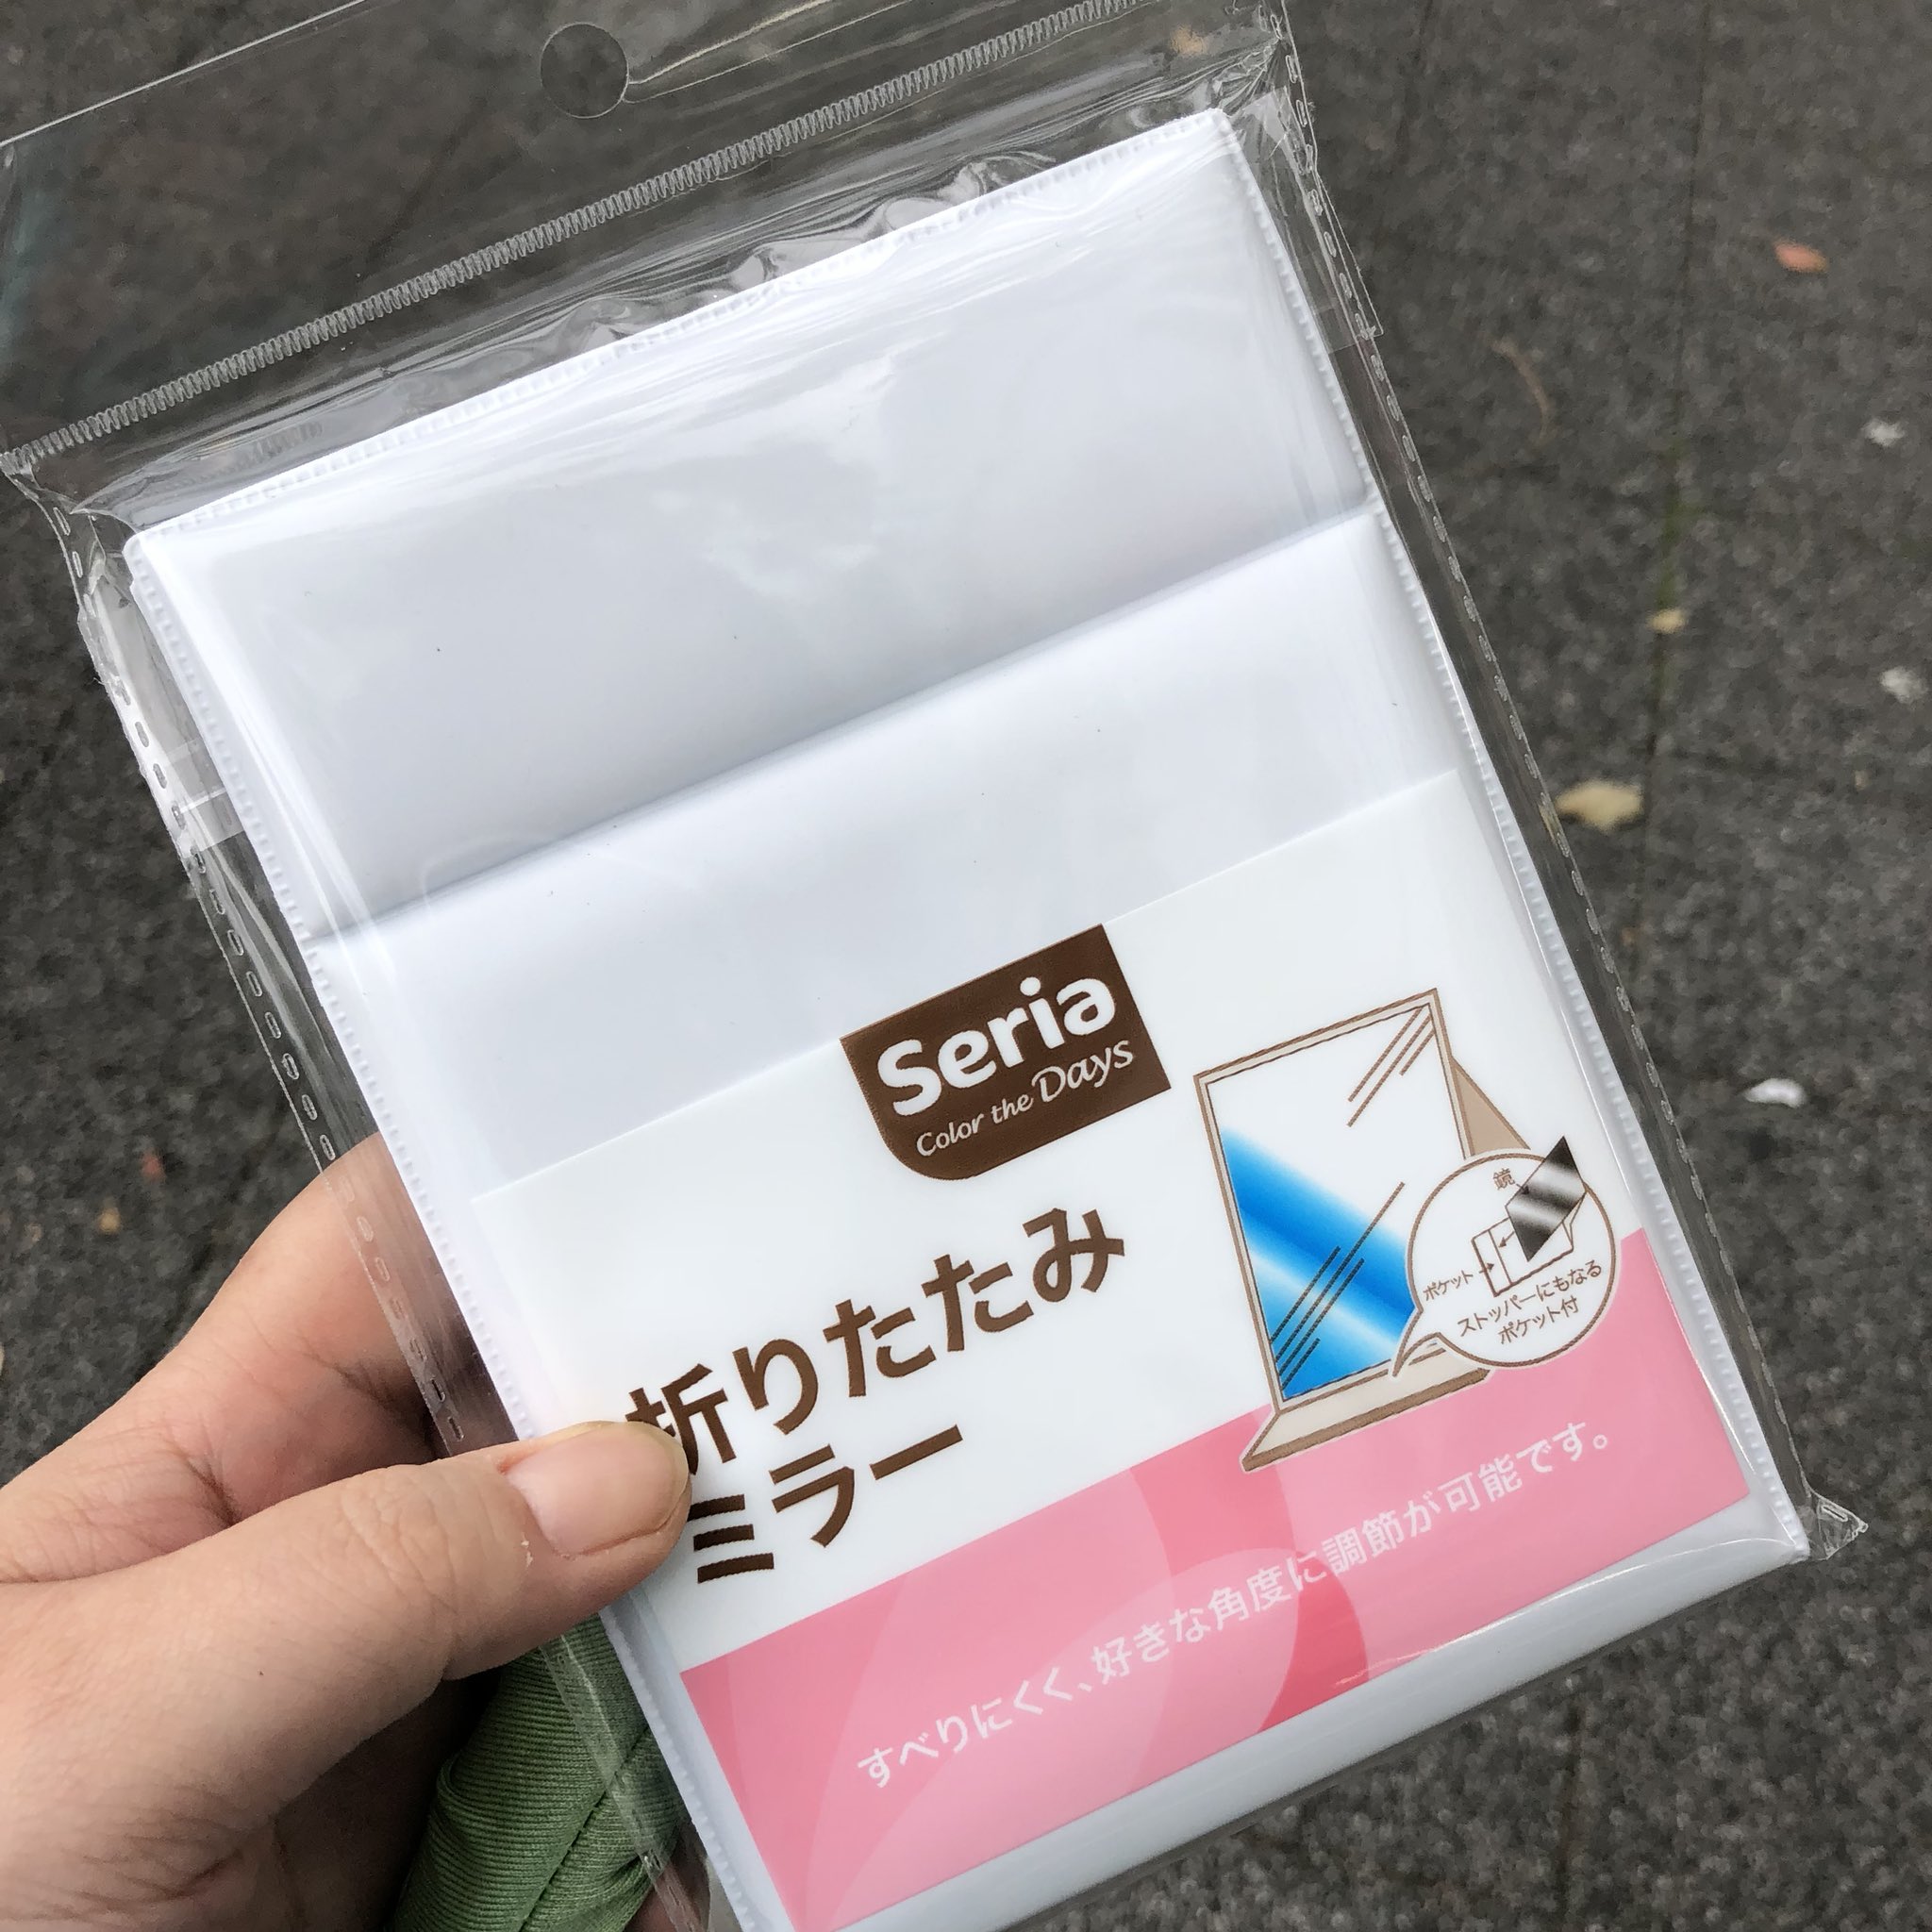 Seria
Color the Days
折りたたみ
ミラー
鏡
ポケット
ストッパーにもなる
ポケット付
すべりにくく、好きな角度に調節が可能です。